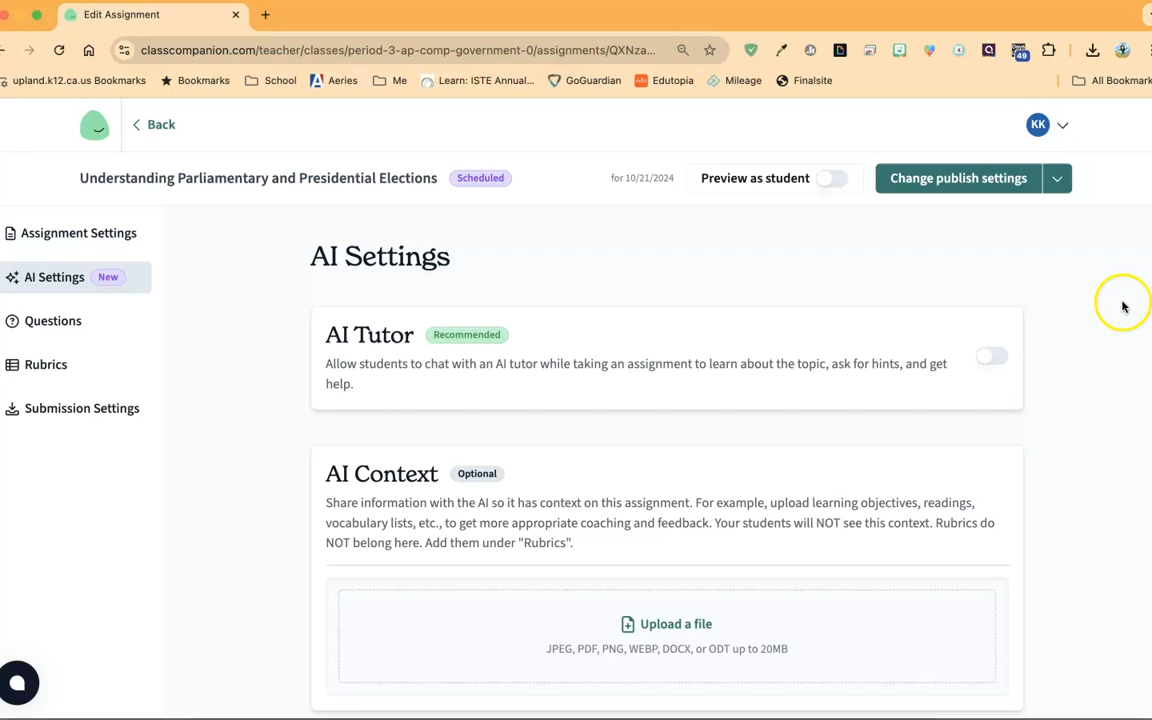 Edit Assignment
classcompanion.com/teacher/classes/period-3-ap-comp-government-0/assignments/QXNza...
49
upland.k12.ca.us Bookmarks
Bookmarks
School
Aeries
Me
Learn: ISTE Annual...
GoGuardian
Edutopia
Mileage
Finalsite
All Bookmark
Back
KK
Understanding Parliamentary and Presidential Elections
Scheduled
for 10/21/2024
Preview as student
Change publish settings
Assignment Settings
AI Settings New
Questions
Rubrics
Submission Settings
AI Settings
AI Tutor Recommended
Allow students to chat with an AI tutor while taking an assignment to learn about the topic, ask for hints, and get
help.
AI Context Optional
Share information with the AI so it has context on this assignment. For example, upload learning objectives, readings,
vocabulary lists, etc., to get more appropriate coaching and feedback. Your students will NOT see this context. Rubrics do
NOT belong here. Add them under "Rubrics".
Upload a file
JPEG, PDF, PNG, WEBP, DOCX, or ODT up to 20MB